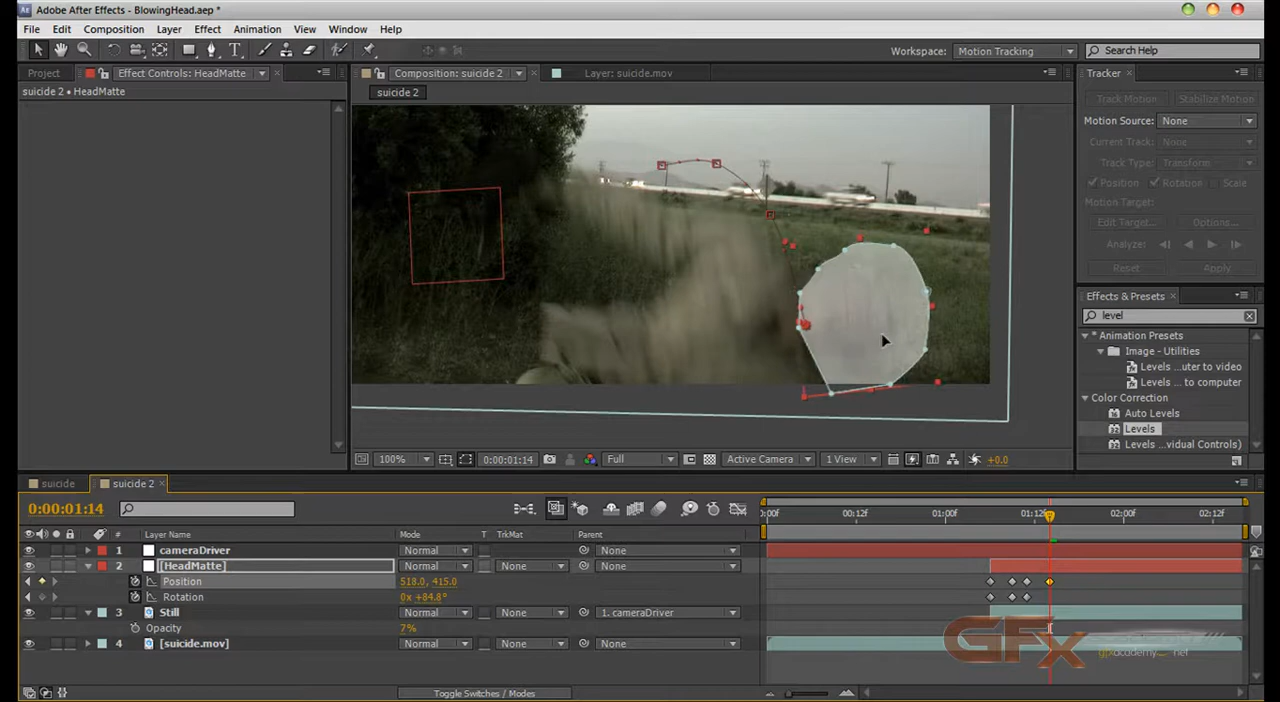 Adobe After Effects - BlowingHead.aep *
File Edit Composition Layer Effect Animation View Window Help
Workspace: Motion Tracking Search Help
Project Effect Controls: HeadMatte Composition: suicide 2 Layer: suicide.mov Tracker
suicide 2 • HeadMatte suicide 2
Track Motion Stabilize Motion
Motion Source: None
Current Track: None
Track Type: Transform
Position Rotation Scale
Motion Target:
Edit Target... Options...
Analyze:
Reset Apply
Effects & Presets
level
* Animation Presets
Image - Utilities
Levels ...uter to video
Levels ... to computer
Color Correction
Auto Levels
Levels
Levels ...vidual Controls)
100% 0:00:01:14 Full Active Camera 1 View +0.0
suicide suicide 2
0:00:01:14 :00f 00:12f 01:00f 01:12f 02:00f 02:12f
# Layer Name Mode T TrkMat Parent
1 cameraDriver Normal None
2 [HeadMatte] Normal None None
Position 518.0, 415.0
Rotation 0x +84.8°
3 Still Normal None 1. cameraDriver
Opacity 7%
4 [suicide.mov] Normal None None
GFx
Toggle Switches / Modes